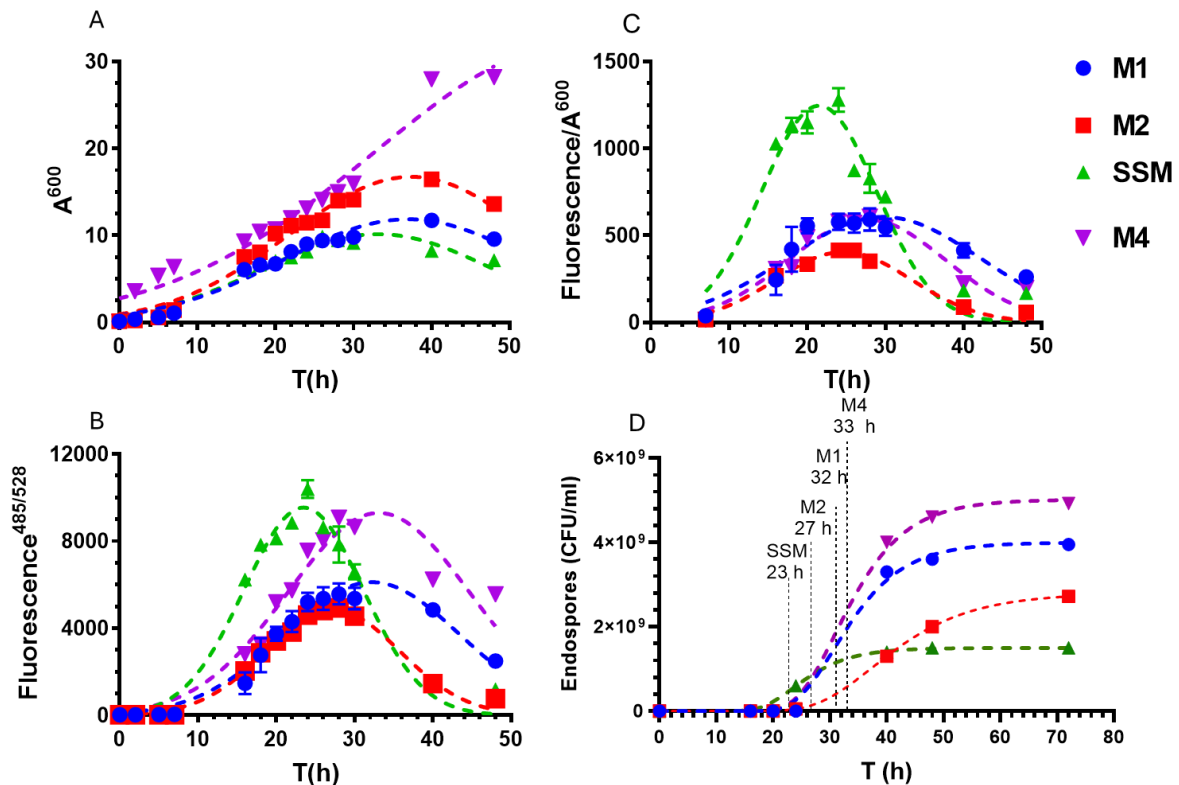 A
A⁶⁰⁰
30
20
10
0
0 10 20 30 40 50
T(h)
C
Fluorescence/A⁶⁰⁰
1500
1000
500
0
0 10 20 30 40 50
T(h)
M1
M2
SSM
M4
B
Fluorescence⁴⁸⁵/⁵²⁸
12000
8000
4000
0
0 10 20 30 40 50
T(h)
D
M4
33 h
M1
32 h
M2
27 h
SSM
23 h
Endospores (CFU/ml)
6×10⁹
4×10⁹
2×10⁹
0
0 10 20 30 40 50 60 70 80
T (h)